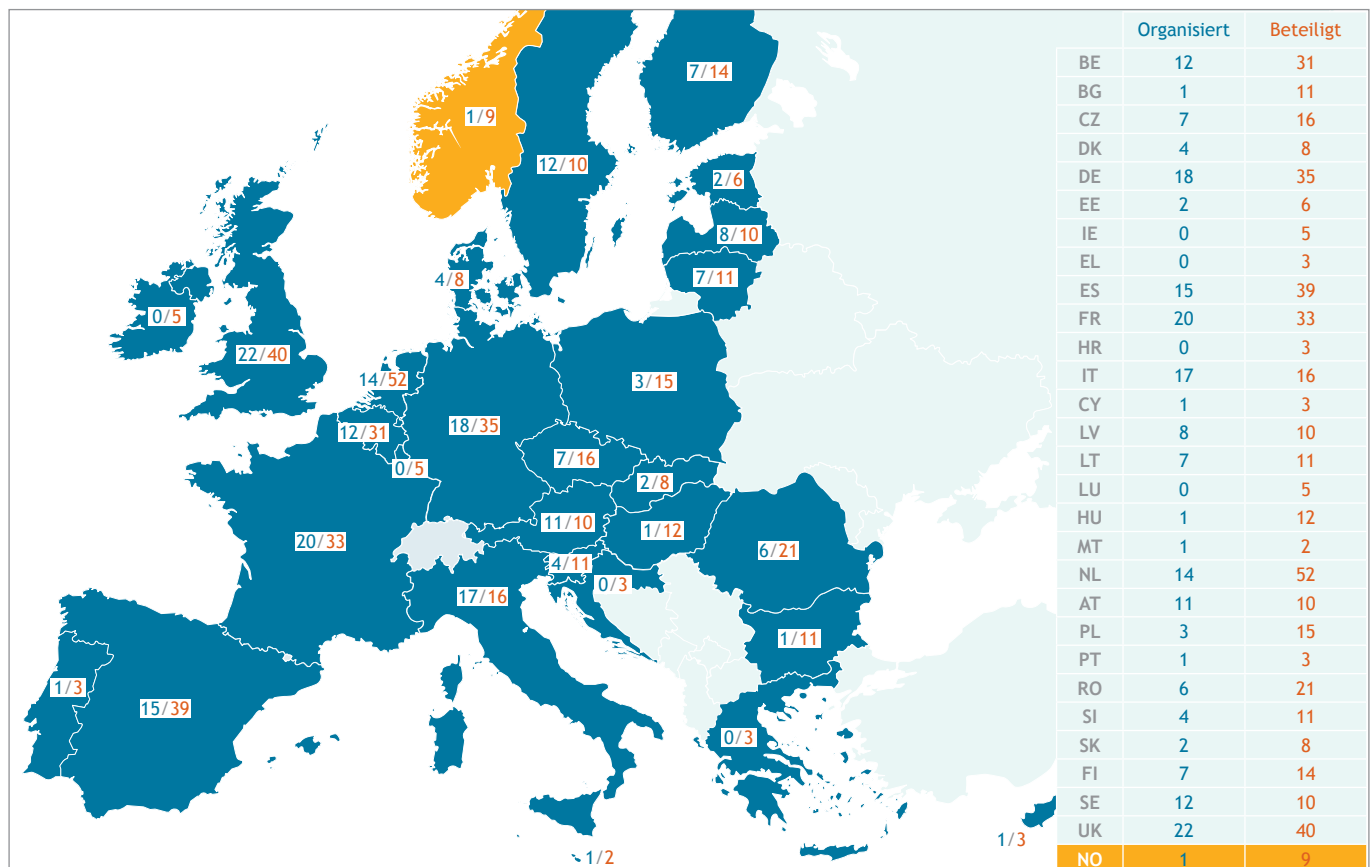 7/14
1/9
12/10
2/6
8/10
7/11
4/8
0/5
22/40
14/52
3/15
12/31
18/35
0/5
7/16
2/8
11/10
1/12
20/33
6/21
4/11
0/3
17/16
1/11
1/3
15/39
0/3
1/3
1/2
Organisiert Beteiligt
BE 12 31
BG 1 11
CZ 7 16
DK 4 8
DE 18 35
EE 2 6
IE 0 5
EL 0 3
ES 15 39
FR 20 33
HR 0 3
IT 17 16
CY 1 3
LV 8 10
LT 7 11
LU 0 5
HU 1 12
MT 1 2
NL 14 52
AT 11 10
PL 3 15
PT 1 3
RO 6 21
SI 4 11
SK 2 8
FI 7 14
SE 12 10
UK 22 40
NO 1 9